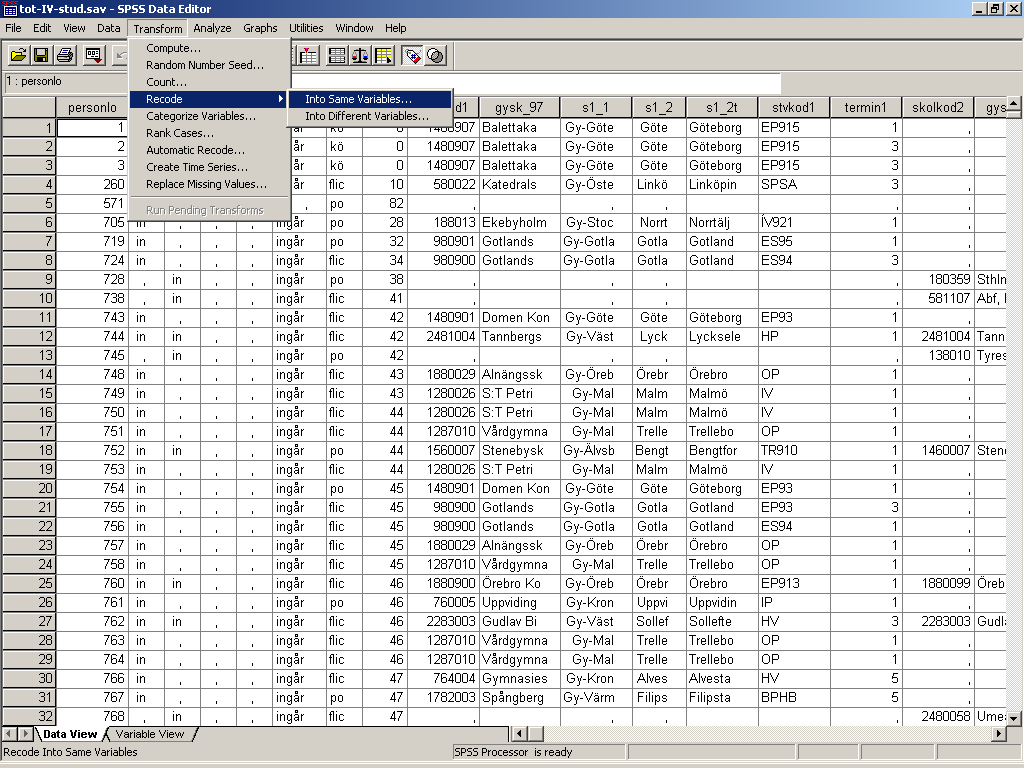 tot-IV-stud.sav - SPSS Data Editor
File Edit View Data Transform Analyze Graphs Utilities Window Help
Compute...
Random Number Seed...
Count...
Recode
Categorize Variables...
Rank Cases...
Automatic Recode...
Create Time Series...
Replace Missing Values...
Run Pending Transforms
Into Same Variables...
Into Different Variables...
1 : personlo
personlo d1 gysk_97 s1_1 s1_2 s1_2t stvkod1 termin1 skolkod2 gys
1 1 1480907 Balettaka Gy-Göte Göte Göteborg EP915 1 ,
2 2 år kö 0 1480907 Balettaka Gy-Göte Göte Göteborg EP915 3 ,
3 3 år kö 0 1480907 Balettaka Gy-Göte Göte Göteborg EP915 3 ,
4 260 år flic 10 580022 Katedrals Gy-Öste Linkö Linköpin SPSA 3 ,
5 571 , po 82 , , , , ,
6 705 in , , , ingår po 28 188013 Ekebyholm Gy-Stoc Norrt Norrtälj ÍV921 1 ,
7 719 in , , , ingår po 32 980901 Gotlands Gy-Gotla Gotla Gotland ES95 1 ,
8 724 in , , , ingår flic 34 980900 Gotlands Gy-Gotla Gotla Gotland ES94 1 ,
9 728 , in , , ingår po 38 , , , , 180359 Sthln
10 738 , in , , ingår flic 41 , , , , 581107 Abf, l
11 743 in , , , ingår flic 42 1480901 Domen Kon Gy-Göte Göte Göteborg EP93 1 ,
12 744 in in , , ingår flic 42 2481004 Tannbergs Gy-Väst Lyck Lycksele HP 1 2481004 Tann
13 745 , in , , ingår po 42 , , , , 138010 Tyres
14 748 in , , , ingår flic 43 1880029 Alnängssk Gy-Öreb Örebr Örebro OP 1 ,
15 749 in , , , ingår flic 43 1280026 S:T Petri Gy-Mal Malm Malmö IV 1 ,
16 750 in , , , ingår flic 44 1280026 S:T Petri Gy-Mal Malm Malmö IV 1 ,
17 751 in , , , ingår flic 44 1287010 Vårdgymna Gy-Mal Trelle Trellebo OP 1 ,
18 752 in in , , ingår po 44 1560007 Stenebysk Gy-Älvsb Bengt Bengtfor TR910 1 1460007 Sten
19 753 in , , , ingår flic 44 1280026 S:T Petri Gy-Mal Malm Malmö IV 1 ,
20 754 in , , , ingår po 45 1480901 Domen Kon Gy-Göte Göte Göteborg EP93 1 ,
21 755 in , , , ingår flic 45 980900 Gotlands Gy-Gotla Gotla Gotland EP93 3 ,
22 756 in , , , ingår flic 45 980900 Gotlands Gy-Gotla Gotla Gotland ES94 1 ,
23 757 in , , , ingår flic 45 1880029 Alnängssk Gy-Öreb Örebr Örebro OP 1 ,
24 758 in , , , ingår flic 45 1287010 Vårdgymna Gy-Mal Trelle Trellebo OP 1 ,
25 760 in in , , ingår flic 46 1880900 Örebro Ko Gy-Öreb Örebr Örebro EP913 1 1880099 Öreb
26 761 in , , , ingår po 46 760005 Uppviding Gy-Kron Uppvi Uppvidin IP 1 ,
27 762 in in , , ingår flic 46 2283003 Gudlav Bi Gy-Väst Sollef Sollefte HV 3 2283003 Gudl
28 763 in , , , ingår flic 46 1287010 Vårdgymna Gy-Mal Trelle Trellebo OP 1 ,
29 764 in , , , ingår flic 46 1287010 Vårdgymna Gy-Mal Trelle Trellebo OP 1 ,
30 766 in , , , ingår flic 47 764004 Gymnasies Gy-Kron Alves Alvesta HV 5 ,
31 767 in , , , ingår po 47 1782003 Spångberg Gy-Värm Filips Filipsta BPHB 5 ,
32 768 , in , , ingår flic 47 , , , , 2480058 Ume
Data View Variable View
Recode Into Same Variables SPSS Processor is ready